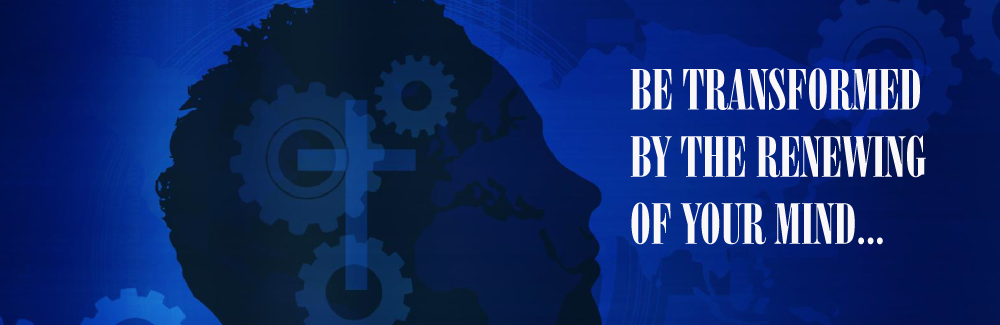 BE TRANSFORMED
BY THE RENEWING
OF YOUR MIND...